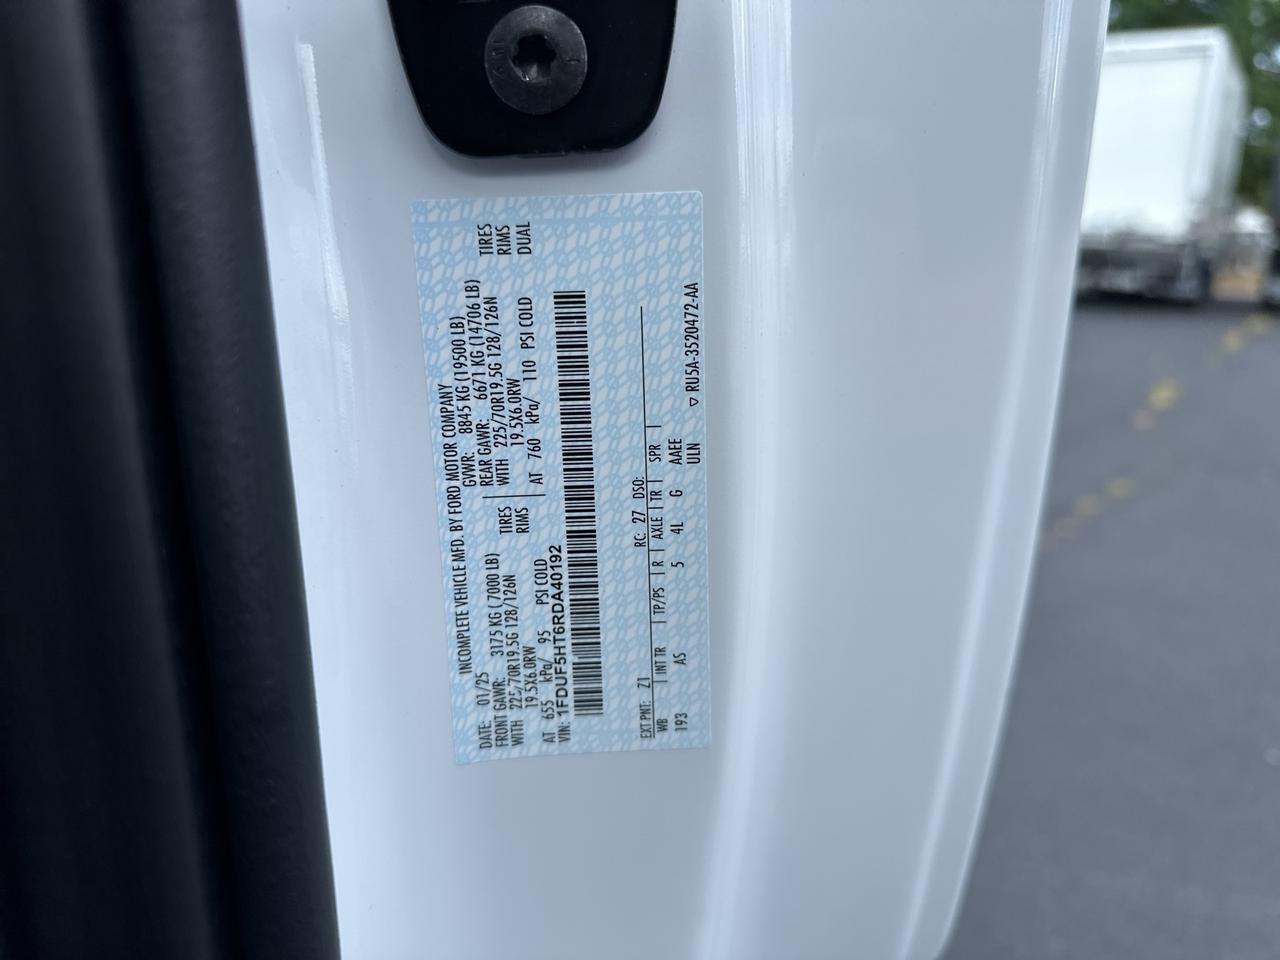 INCOMPLETE VEHICLE MFD. BY FORD MOTOR COMPANY
DATE: 01/25 GVWR: 8845 KG (19500 LB)
FRONT GAWR: 3175 KG (7000 LB) REAR GAWR: 6671 KG (14706 LB)
WITH 225/70R19.5G 128/126N TIRES WITH 225/70R19.5G 128/126N TIRES
19.5X6.0RW RIMS 19.5X6.0RW RIMS
AT 655 kPa/ 95 PSI COLD AT 760 kPa/ 110 PSI COLD DUAL
VIN: 1FDUF5HT6RDA40192
EXT PNT: Z1 RC: 27 DSO:
WB INT TR TP/PS R AXLE TR SPR
193 AS 5 4L G AAEE
ULN
▽ RU5A-3520472-AA